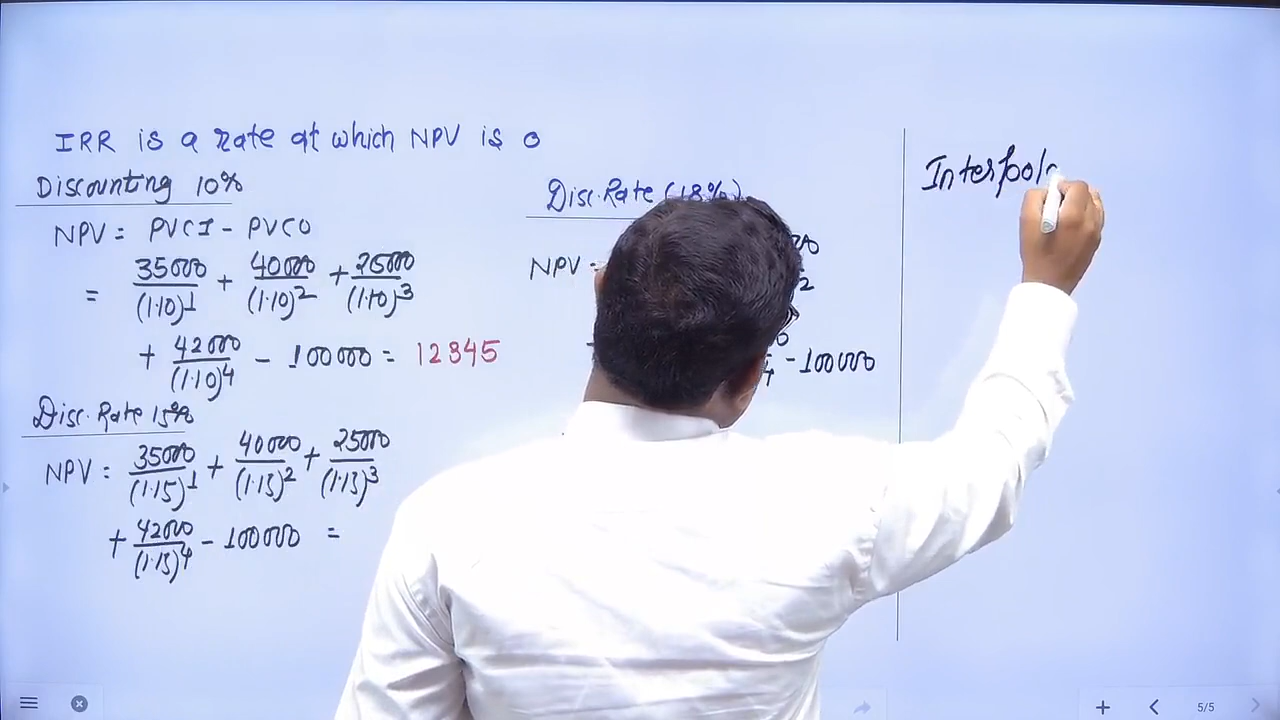 IRR is a rate at which NPV is 0
Discounting 10%
NPV = PVCI - PVCO
= 35000/(1.10)^1 + 40000/(1.10)^2 + 25000/(1.10)^3
+ 42000/(1.10)^4 - 100000 = 12345
Disc. Rate 15%
NPV = 35000/(1.15)^1 + 40000/(1.15)^2 + 25000/(1.15)^3
+ 42000/(1.15)^4 - 100000 =
Disc. Rate (18%)
NPV =
- 100000
Interpola
5/5